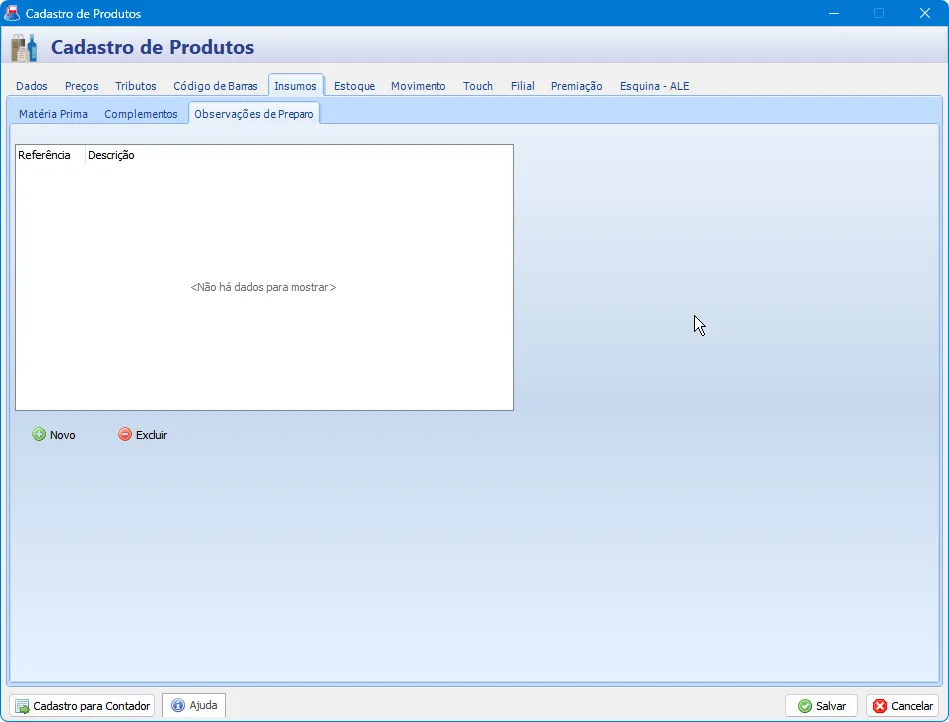 Cadastro de Produtos
Cadastro de Produtos
Dados Preços Tributos Código de Barras Insumos Estoque Movimento Touch Filial Premiação Esquina - ALE
Matéria Prima Complementos Observações de Preparo
Referência Descrição
<Não há dados para mostrar>
Novo Excluir
Cadastro para Contador Ajuda Salvar Cancelar